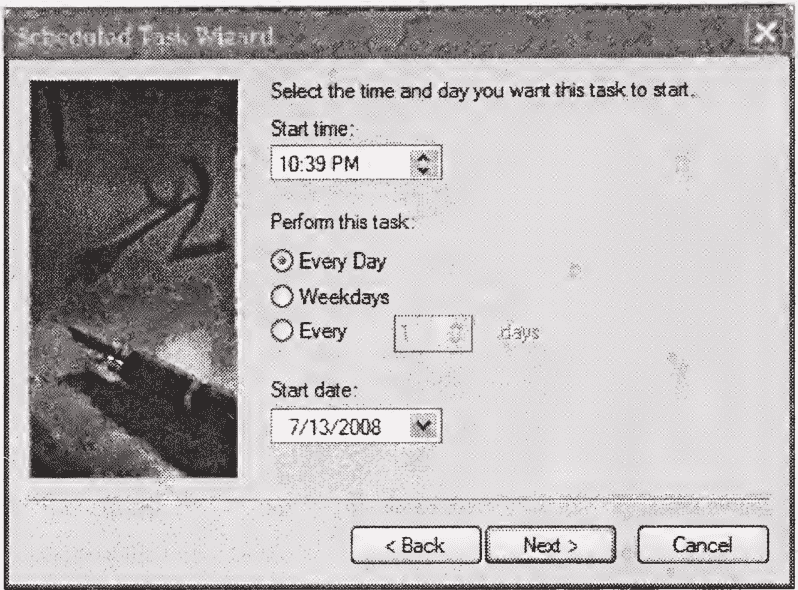 Scheduled Task Wizard
Select the time and day you want this task to start.
Start time:
10:39 PM
Perform this task:
Every Day
Weekdays
Every 1 days
Start date:
7/13/2008
< Back Next > Cancel